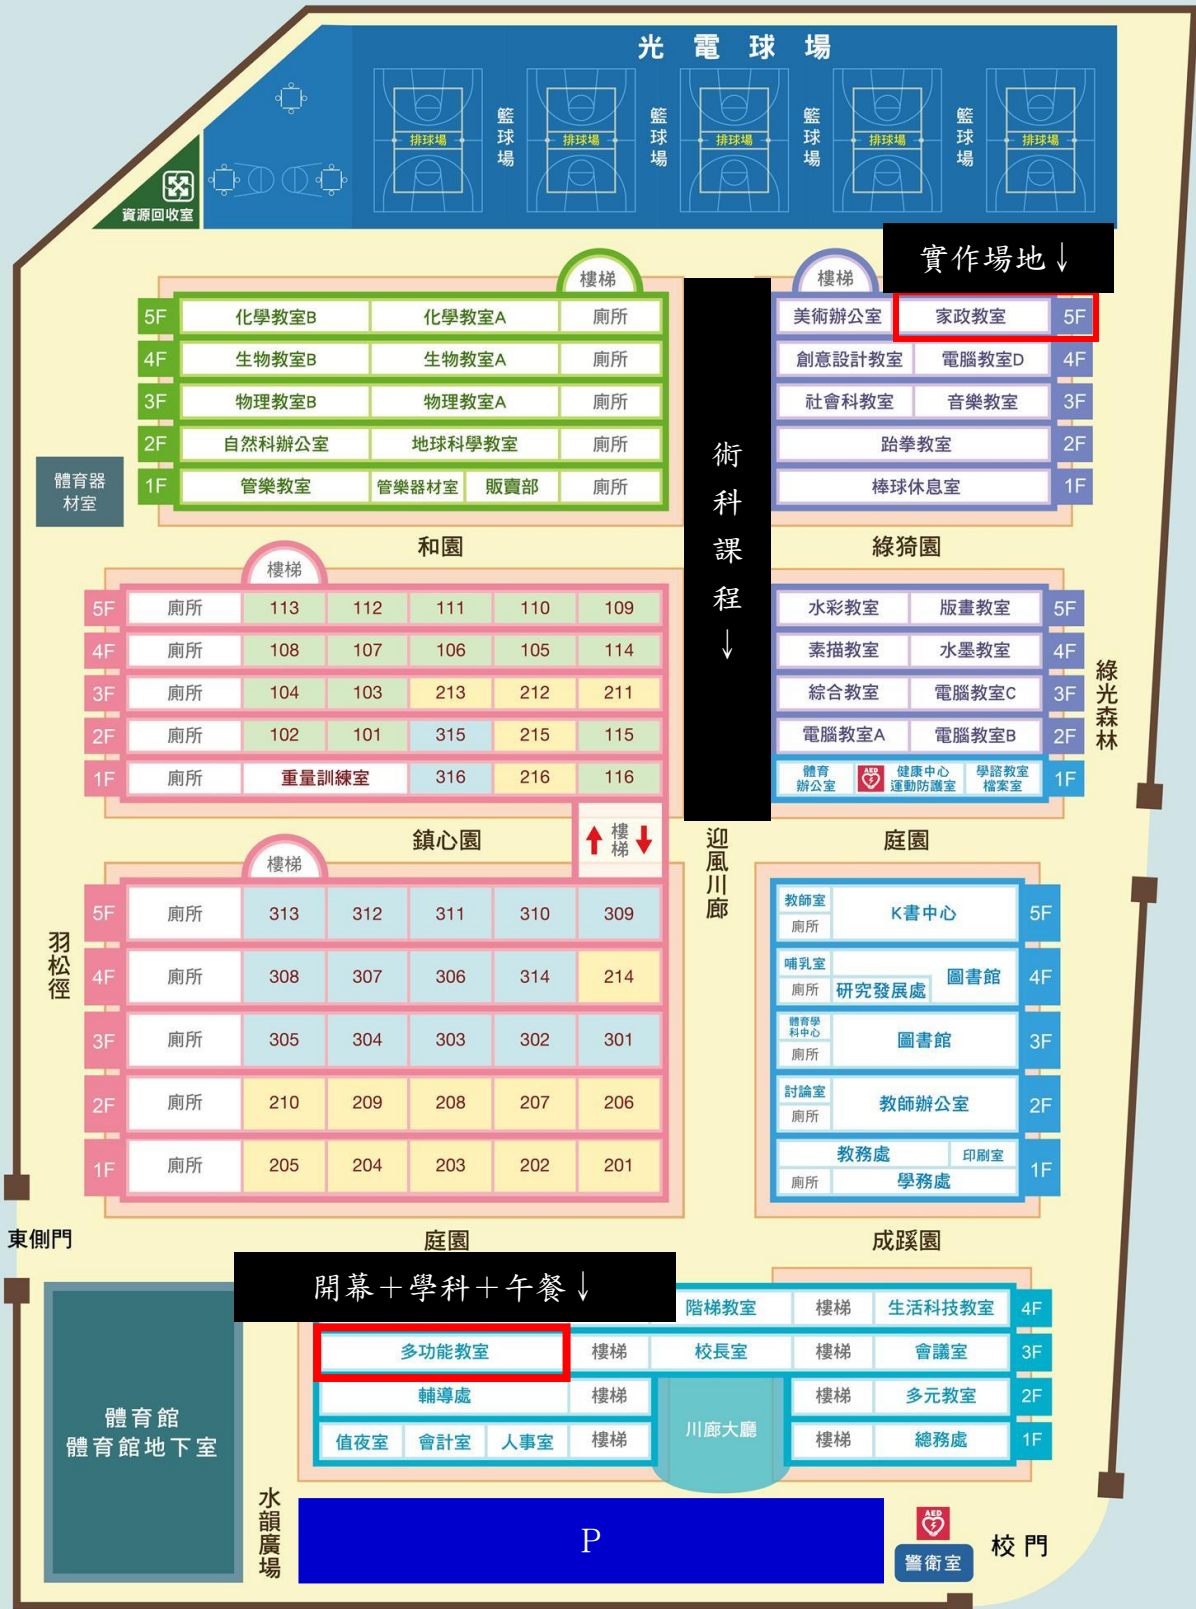 光電球場
籃球場 籃球場 籃球場 籃球場
排球場 排球場 排球場 排球場 排球場
資源回收室
實作場地↓
樓梯
5F 化學教室B 化學教室A 廁所
4F 生物教室B 生物教室A 廁所
3F 物理教室B 物理教室A 廁所
2F 自然科辦公室 地球科學教室 廁所
1F 管樂教室 管樂器材室 販賣部 廁所
體育器
材室
樓梯
美術辦公室 家政教室 5F
創意設計教室 電腦教室D 4F
社會科教室 音樂教室 3F
跆拳教室 2F
棒球休息室 1F
術科課程↓
和園
綠猗園
樓梯
5F 廁所 113 112 111 110 109
4F 廁所 108 107 106 105 114
3F 廁所 104 103 213 212 211
2F 廁所 102 101 315 215 115
1F 廁所 重量訓練室 316 216 116
水彩教室 版畫教室 5F
素描教室 水墨教室 4F
綜合教室 電腦教室C 3F
電腦教室A 電腦教室B 2F
體育
辦公室
AED
健康中心
運動防護室
學諮教室
檔案室
1F
綠光森林
鎮心園
樓梯
迎風川廊
庭園
樓梯
5F 廁所 313 312 311 310 309
4F 廁所 308 307 306 314 214
3F 廁所 305 304 303 302 301
2F 廁所 210 209 208 207 206
1F 廁所 205 204 203 202 201
羽松徑
教師室
廁所
K書中心 5F
哺乳室
廁所
研究發展處 圖書館 4F
體育學
科中心
廁所
圖書館 3F
討論室
廁所
教師辦公室 2F
教務處 印刷室
廁所 學務處
1F
東側門
庭園
成蹊園
開幕+學科+午餐↓
階梯教室 樓梯 生活科技教室 4F
多功能教室 樓梯 校長室 樓梯 會議室 3F
輔導處 樓梯 樓梯 多元教室 2F
值夜室 會計室 人事室 樓梯 川廊大廳 樓梯 總務處 1F
體育館
體育館地下室
水韻廣場
P
AED
警衛室
校門